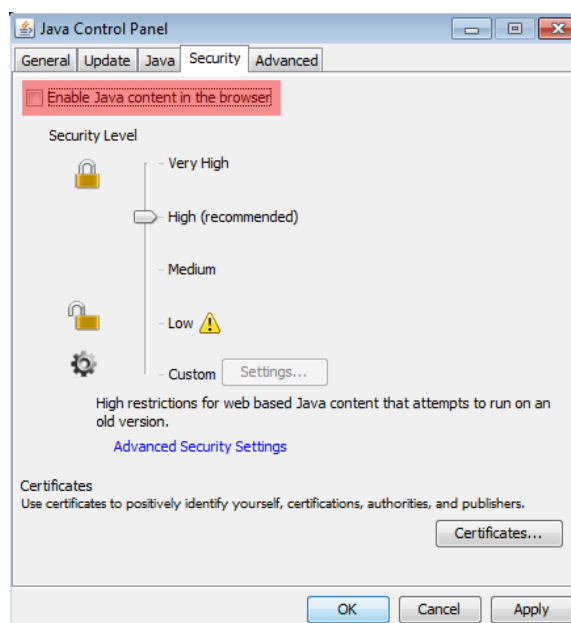 Java Control Panel
General Update Java Security Advanced
Enable Java content in the browser
Security Level
Very High
High (recommended)
Medium
Low
Custom Settings...
High restrictions for web based Java content that attempts to run on an
old version.
Advanced Security Settings
Certificates
Use certificates to positively identify yourself, certifications, authorities, and publishers.
Certificates...
OK Cancel Apply